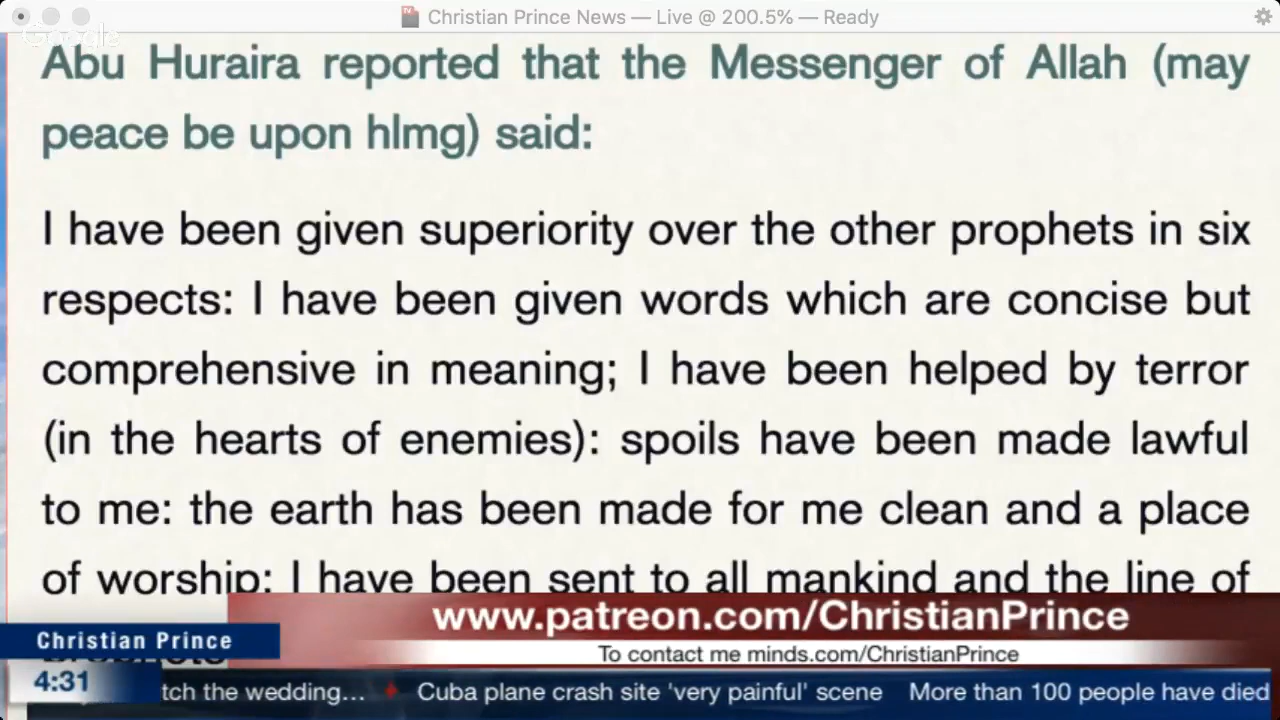 Christian Prince News — Live @ 200.5% — Ready
Google
Abu Huraira reported that the Messenger of Allah (may
peace be upon hlmg) said:
I have been given superiority over the other prophets in six
respects: I have been given words which are concise but
comprehensive in meaning; I have been helped by terror
(in the hearts of enemies): spoils have been made lawful
to me: the earth has been made for me clean and a place
of worship: I have been sent to all mankind and the line of
www.patreon.com/ChristianPrince
Christian Prince
To contact me minds.com/ChristianPrince
4:31
tch the wedding... Cuba plane crash site 'very painful' scene More than 100 people have died